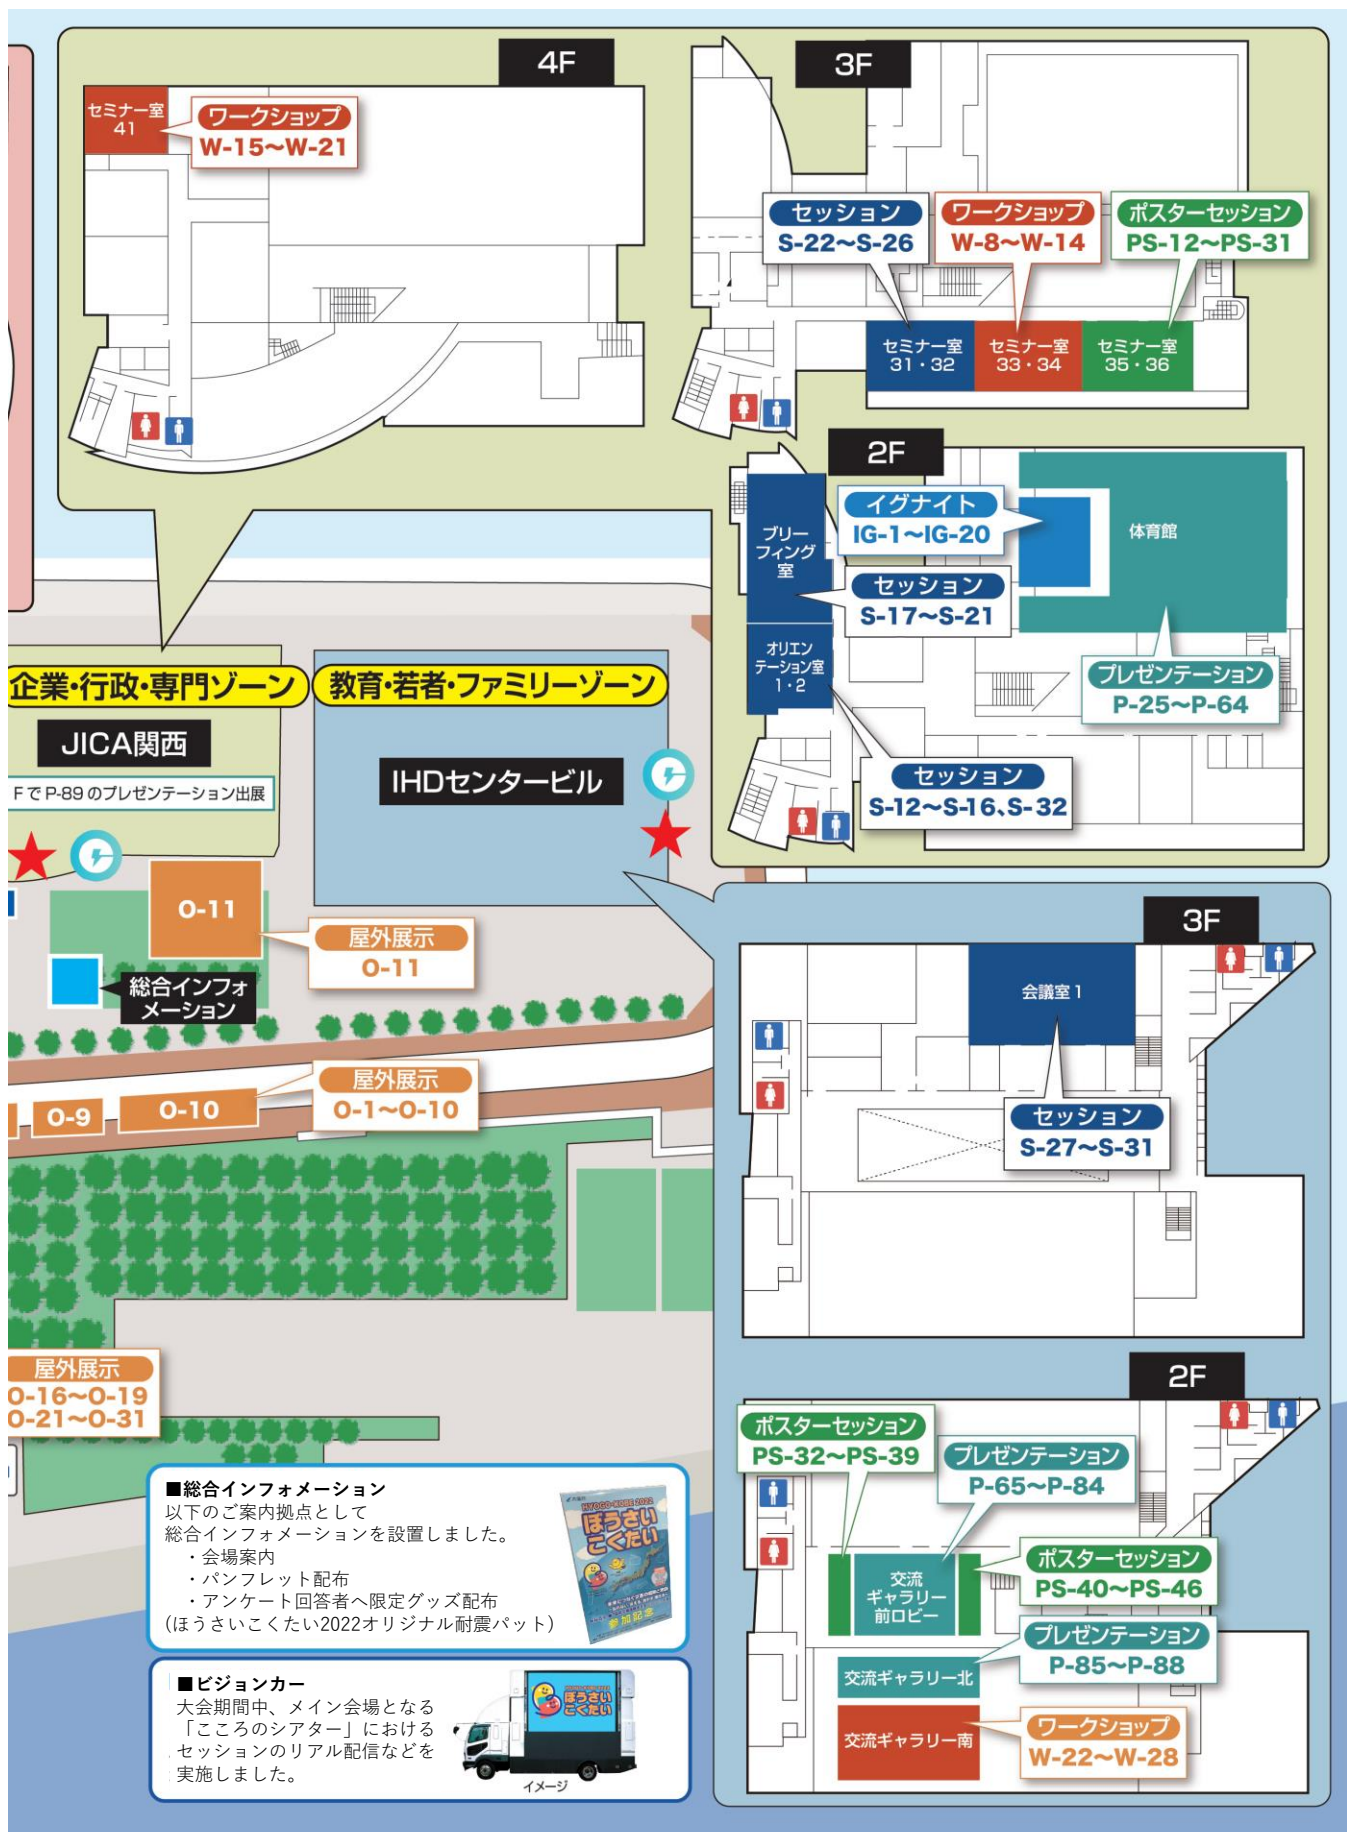 4F
セミナー室
41
ワークショップ
W-15～W-21
3F
セッション
S-22～S-26
ワークショップ
W-8～W-14
ポスターセッション
PS-12～PS-31
セミナー室
31・32
セミナー室
33・34
セミナー室
35・36
2F
ブリー
フィング
室
イグナイト
IG-1～IG-20
体育館
セッション
S-17～S-21
オリエン
テーション室
1・2
プレゼンテーション
P-25～P-64
セッション
S-12～S-16、S-32
企業・行政・専門ゾーン
教育・若者・ファミリーゾーン
JICA関西
IHDセンタービル
FでP-89のプレゼンテーション出展
O-11
屋外展示
O-11
総合インフォ
メーション
屋外展示
O-1～O-10
O-9
O-10
3F
会議室1
セッション
S-27～S-31
屋外展示
O-16～O-19
O-21～O-31
2F
ポスターセッション
PS-32～PS-39
プレゼンテーション
P-65～P-84
交流
ギャラリー
前ロビー
ポスターセッション
PS-40～PS-46
プレゼンテーション
P-85～P-88
交流ギャラリー北
ワークショップ
W-22～W-28
交流ギャラリー南
■総合インフォメーション
以下のご案内拠点として
総合インフォメーションを設置しました。
・会場案内
・パンフレット配布
・アンケート回答者へ限定グッズ配布
(ほうさいこくたい2022オリジナル耐震パット)
HYOGO-KOBE 2022
ぼうさい
こくたい
参加記念
■ビジョンカー
大会期間中、メイン会場となる
「こころのシアター」における
セッションのリアル配信などを
実施しました。
ぼうさい
こくたい
イメージ